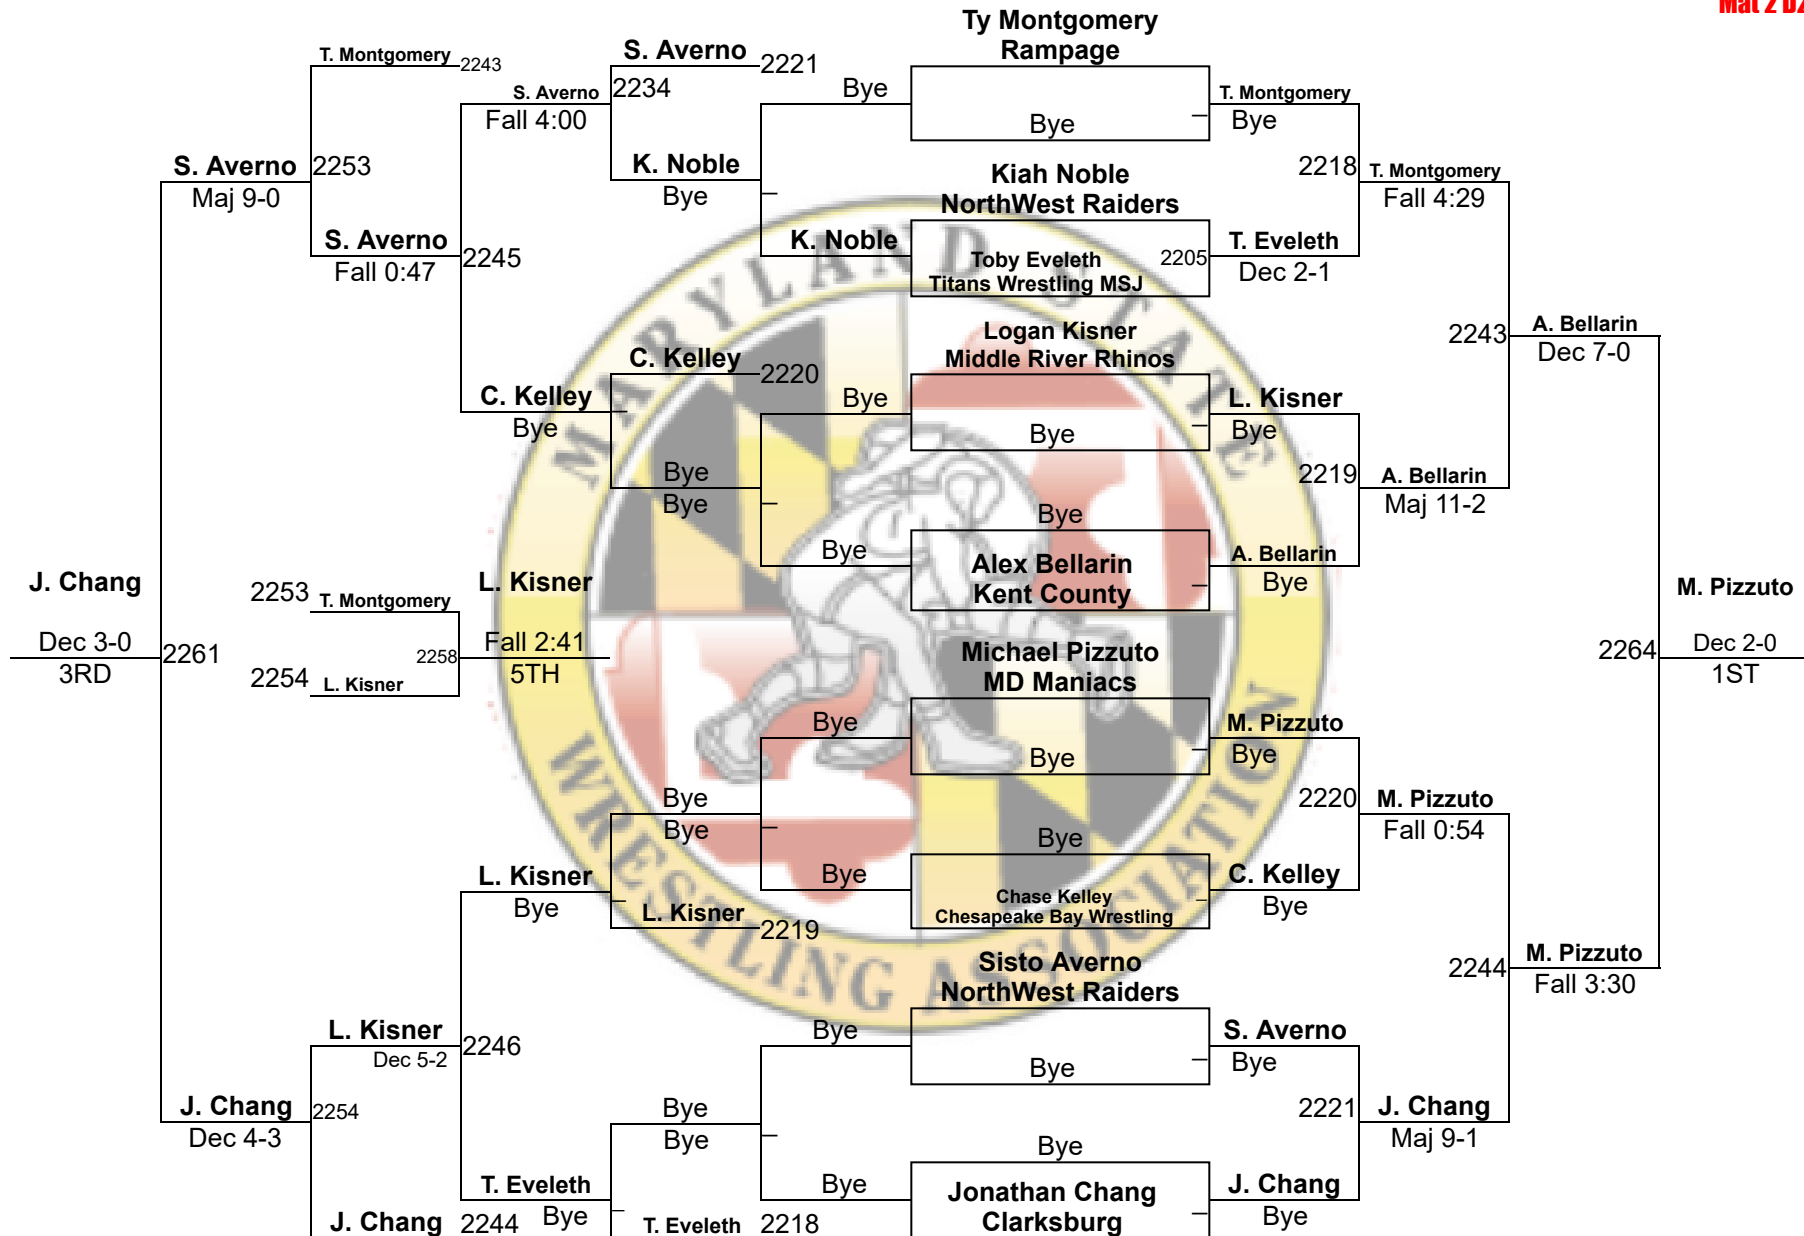 Mat 2 D2
Ty Montgomery
Rampage
T. Montgomery 2243
S. Averno 2221
S. Averno 2234
Fall 4:00
Bye
Bye
T. Montgomery
Bye
S. Averno 2253
Maj 9-0
K. Noble
Bye
Kiah Noble
NorthWest Raiders
2218 T. Montgomery
Fall 4:29
S. Averno 2245
Fall 0:47
K. Noble
Toby Eveleth 2205
Titans Wrestling MSJ
T. Eveleth
Dec 2-1
MARYLAND STATE
WRESTLING ASSOCIATION
Logan Kisner
Middle River Rhinos
2243 A. Bellarin
Dec 7-0
C. Kelley 2220
C. Kelley
Bye
Bye
Bye
L. Kisner
Bye
Bye
Bye
2219 A. Bellarin
Maj 11-2
Bye
Bye
Alex Bellarin
Kent County
A. Bellarin
Bye
J. Chang
Dec 3-0
3RD
2261
2253 T. Montgomery
2254 L. Kisner
2258
L. Kisner
Fall 2:41
5TH
M. Pizzuto
2264 Dec 2-0
1ST
Michael Pizzuto
MD Maniacs
Bye
Bye
M. Pizzuto
Bye
Bye
Bye
2220 M. Pizzuto
Fall 0:54
Bye
Bye
Chase Kelley
Chesapeake Bay Wrestling
C. Kelley
Bye
L. Kisner
Bye
L. Kisner 2219
2244 M. Pizzuto
Fall 3:30
Sisto Averno
NorthWest Raiders
L. Kisner 2246
Dec 5-2
Bye
Bye
S. Averno
Bye
J. Chang 2254
Dec 4-3
Bye
Bye
2221 J. Chang
Maj 9-1
Bye
T. Eveleth
Bye
Bye
Jonathan Chang
Clarksburg
J. Chang
Bye
J. Chang 2244
T. Eveleth 2218